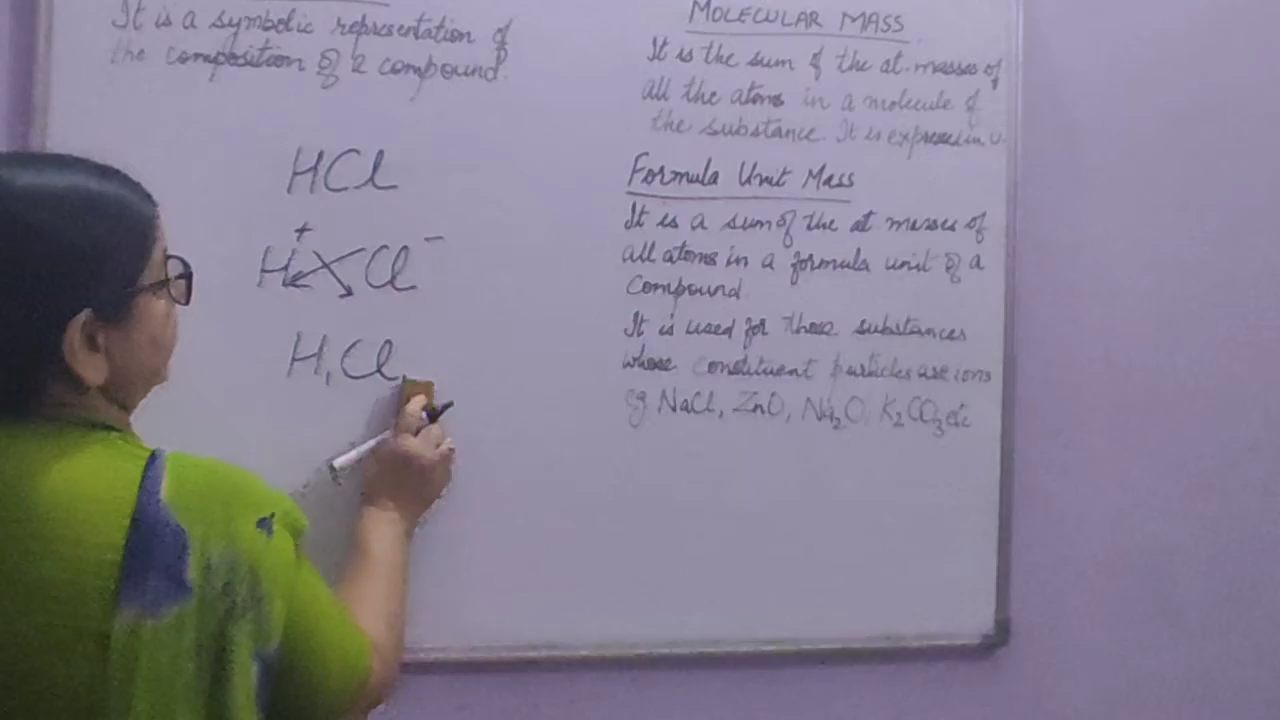 It is a symbolic representation of
the composition of a compound.
HCl
+ -
H Cl
H₁Cl
MOLECULAR MASS
It is the sum of the at. masses of
all the atoms in a molecule of
the substance. It is express in u.
Formula Unit Mass
It is a sum of the at masses of
all atoms in a formula unit of a
Compound.
It is used for those substances
whose constituent particles are ions
eg NaCl, ZnO, Na₂O, K₂CO₃ etc